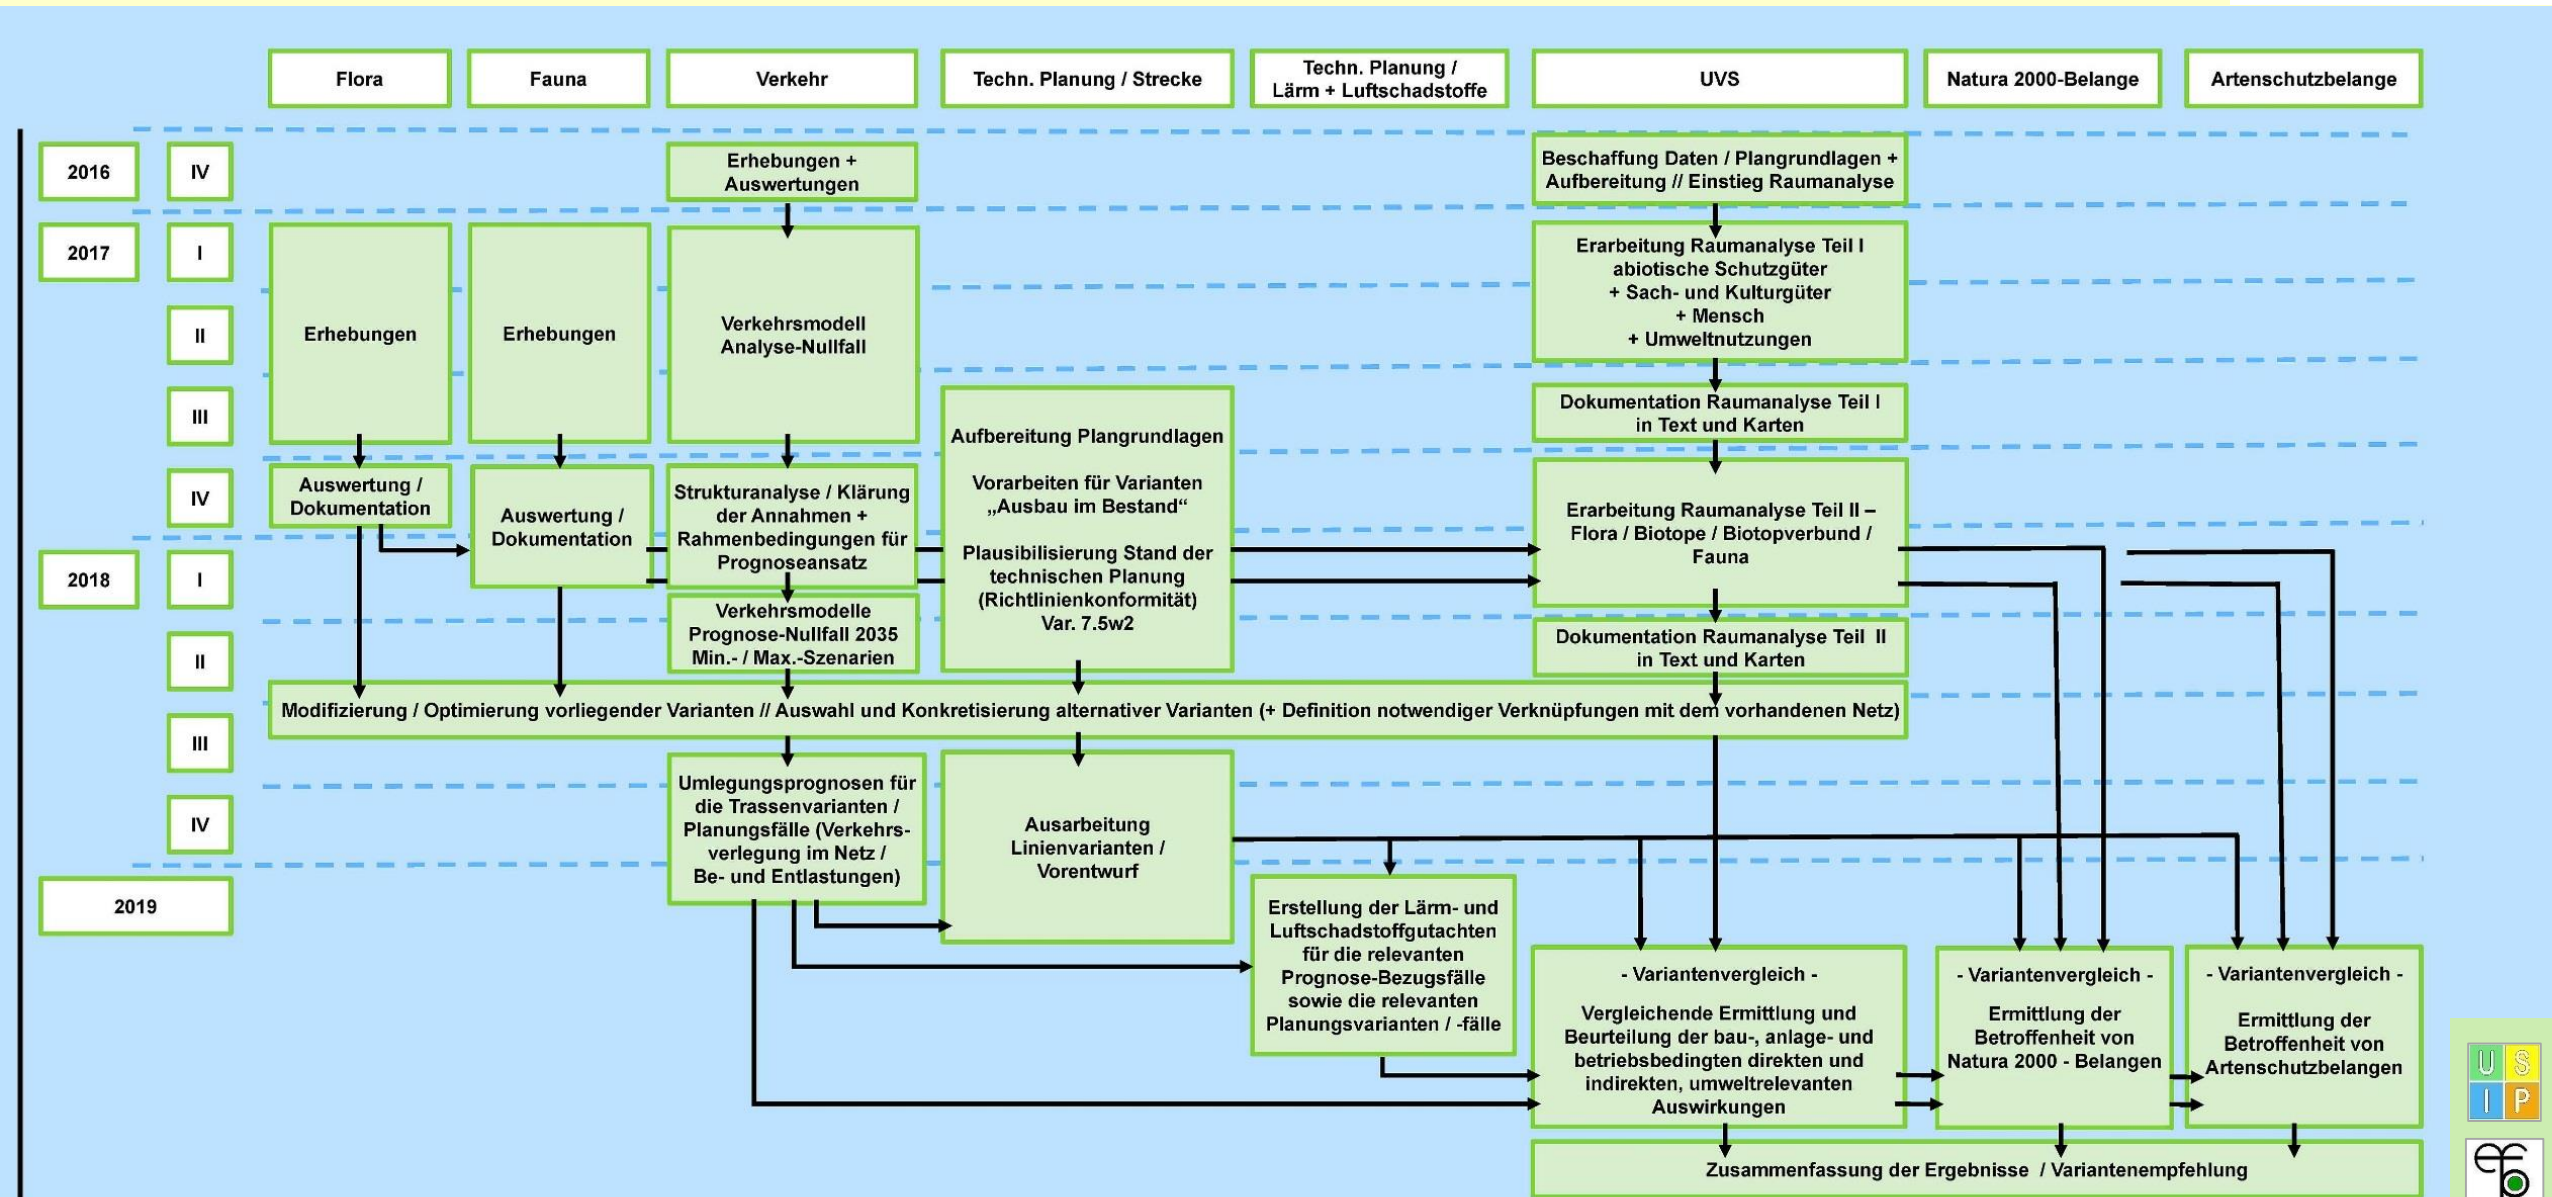 Flora
Fauna
Verkehr
Techn. Planung / Strecke
Techn. Planung /
Lärm + Luftschadstoffe
UVS
Natura 2000-Belange
Artenschutzbelange
2016
IV
Erhebungen +
Auswertungen
Beschaffung Daten / Plangrundlagen +
Aufbereitung // Einstieg Raumanalyse
2017
I
II
III
IV
Erhebungen
Erhebungen
Verkehrsmodell
Analyse-Nullfall
Erarbeitung Raumanalyse Teil I
abiotische Schutzgüter
+ Sach- und Kulturgüter
+ Mensch
+ Umweltnutzungen
Dokumentation Raumanalyse Teil I
in Text und Karten
Auswertung /
Dokumentation
Auswertung /
Dokumentation
Strukturanalyse / Klärung
der Annahmen +
Rahmenbedingungen für
Prognoseansatz
Aufbereitung Plangrundlagen
Vorarbeiten für Varianten
„Ausbau im Bestand“
Plausibilisierung Stand der
technischen Planung
(Richtlinienkonformität)
Var. 7.5w2
Erarbeitung Raumanalyse Teil II –
Flora / Biotope / Biotopverbund /
Fauna
2018
I
II
III
IV
Verkehrsmodelle
Prognose-Nullfall 2035
Min.- / Max.-Szenarien
Dokumentation Raumanalyse Teil II
in Text und Karten
Modifizierung / Optimierung vorliegender Varianten // Auswahl und Konkretisierung alternativer Varianten (+ Definition notwendiger Verknüpfungen mit dem vorhandenen Netz)
Umlegungsprognosen für
die Trassenvarianten /
Planungsfälle (Verkehrs-
verlegung im Netz /
Be- und Entlastungen)
Ausarbeitung
Linienvarianten /
Vorentwurf
2019
Erstellung der Lärm- und
Luftschadstoffgutachten
für die relevanten
Prognose-Bezugsfälle
sowie die relevanten
Planungsvarianten / -fälle
- Variantenvergleich -
Vergleichende Ermittlung und
Beurteilung der bau-, anlage- und
betriebsbedingten direkten und
indirekten, umweltrelevanten
Auswirkungen
- Variantenvergleich -
Ermittlung der
Betroffenheit von
Natura 2000 - Belangen
- Variantenvergleich -
Ermittlung der
Betroffenheit von
Artenschutzbelangen
Zusammenfassung der Ergebnisse / Variantenempfehlung
U S
I P